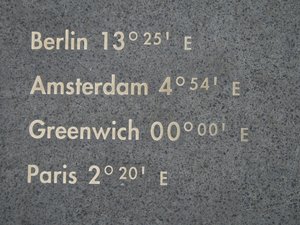 Berlin 13° 25' E
Amsterdam 4° 54' E
Greenwich 00° 00' E
Paris 2° 20' E